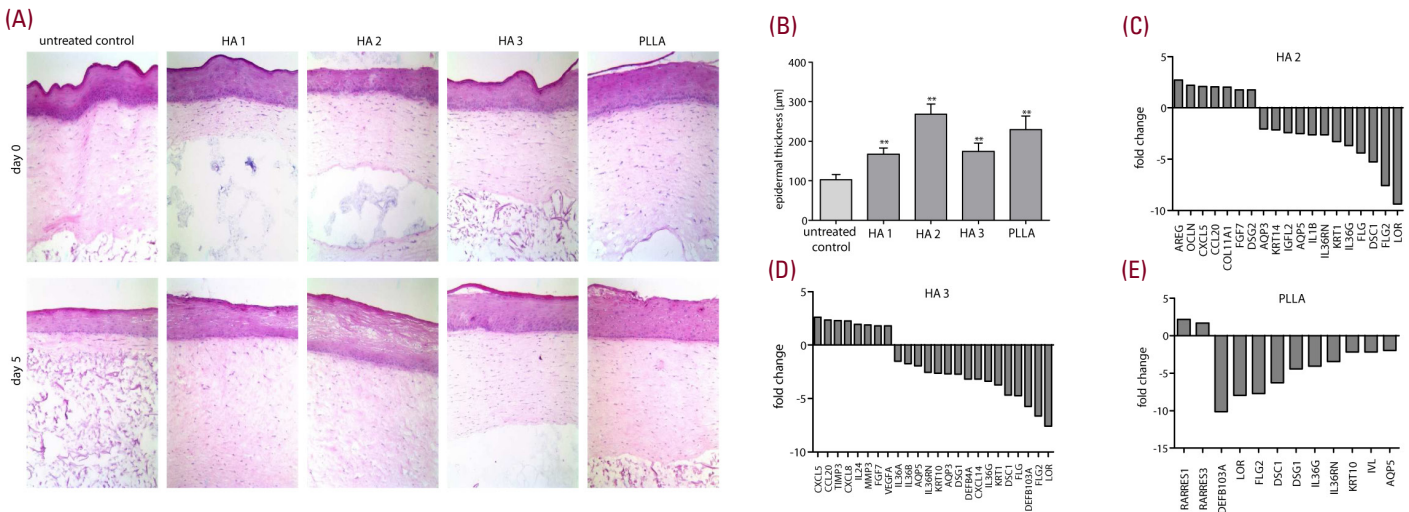 (A)
untreated control
HA 1
HA 2
HA 3
PLLA
day 0
day 5
(B)
epidermal thickness [µm]
400
300
200
100
0
**
**
**
**
untreated
control
HA 1
HA 2
HA 3
PLLA
(C)
HA 2
fold change
5
0
-5
-10
AREG
OCLN
CXCL5
CCL20
COL11A1
FGF7
DSG2
AQP3
KRT14
IGFL2
AQP5
IL1B
IL36RN
KRT1
IL36G
FLG
DSC1
FLG2
LOR
(D)
HA 3
fold change
5
0
-5
-10
CXCL5
CCL20
TIMP3
CXCL8
IL24
MMP3
FGF7
VEGFA
IL36A
IL36B
AQP5
IL36RN
KRT10
AQP3
DSG1
DEFB4A
CXCL14
IL36G
KRT1
DSC1
FLG
DEFB103A
FLG2
LOR
(E)
PLLA
fold change
5
0
-5
-10
-15
RARRES1
RARRES3
DEFB103A
LOR
FLG2
DSC1
DSG1
IL36G
IL36RN
KRT10
IVL
AQP5